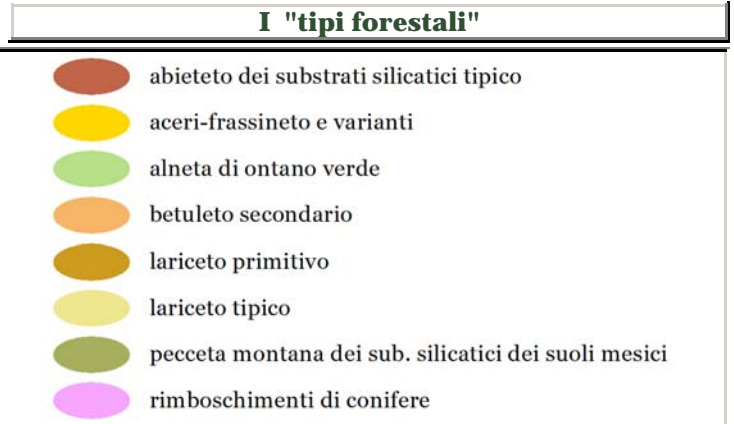 I "tipi forestali"
abieteto dei substrati silicatici tipico
aceri-frassineto e varianti
alneta di ontano verde
betuleto secondario
lariceto primitivo
lariceto tipico
pecceta montana dei sub. silicatici dei suoli mesici
rimboschimenti di conifere